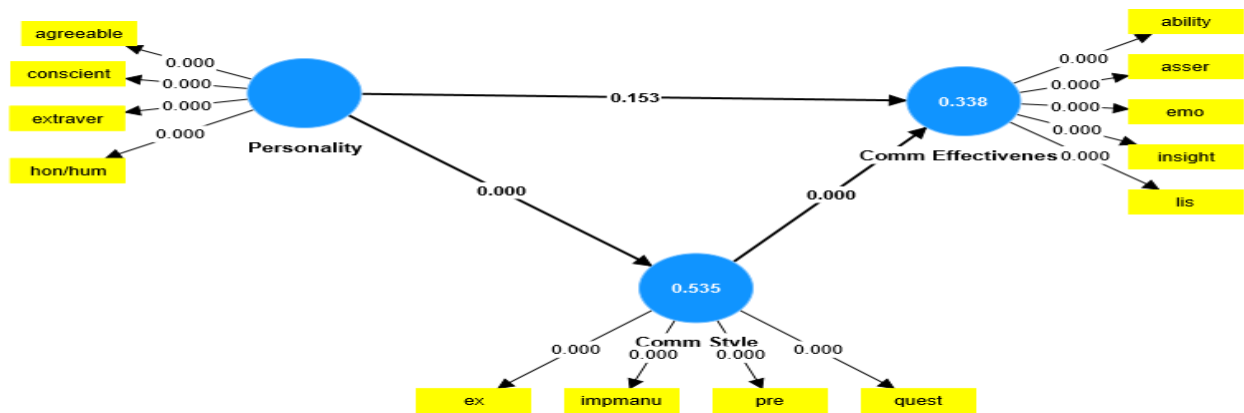 agreeable
conscient
extraver
hon/hum
0.000
0.000
0.000
0.000
Personality
0.153
0.000
0.000
0.338
Comm Effectivenes
0.000
0.000
0.000
0.000
0.000
ability
asser
emo
insight
lis
0.535
Comm Style
0.000
0.000
0.000
0.000
ex
impmanu
pre
quest